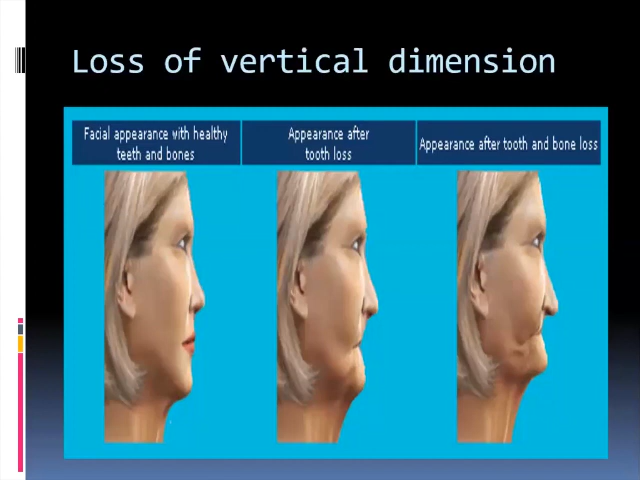 Loss of vertical dimension
Facial appearance with healthy
teeth and bones
Appearance after
tooth loss
Appearance after tooth and bone loss